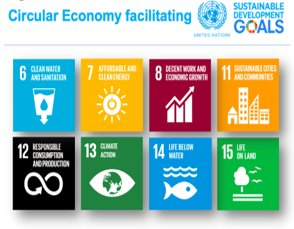 Circular Economy facilitating
UNITED NATIONS
SUSTAINABLE
DEVELOPMENT
GOALS
6 CLEAN WATER
AND SANITATION
7 AFFORDABLE AND
CLEAN ENERGY
8 DECENT WORK AND
ECONOMIC GROWTH
11 SUSTAINABLE CITIES
AND COMMUNITIES
12 RESPONSIBLE
CONSUMPTION
AND PRODUCTION
13 CLIMATE
ACTION
14 LIFE BELOW
WATER
15 LIFE
ON LAND